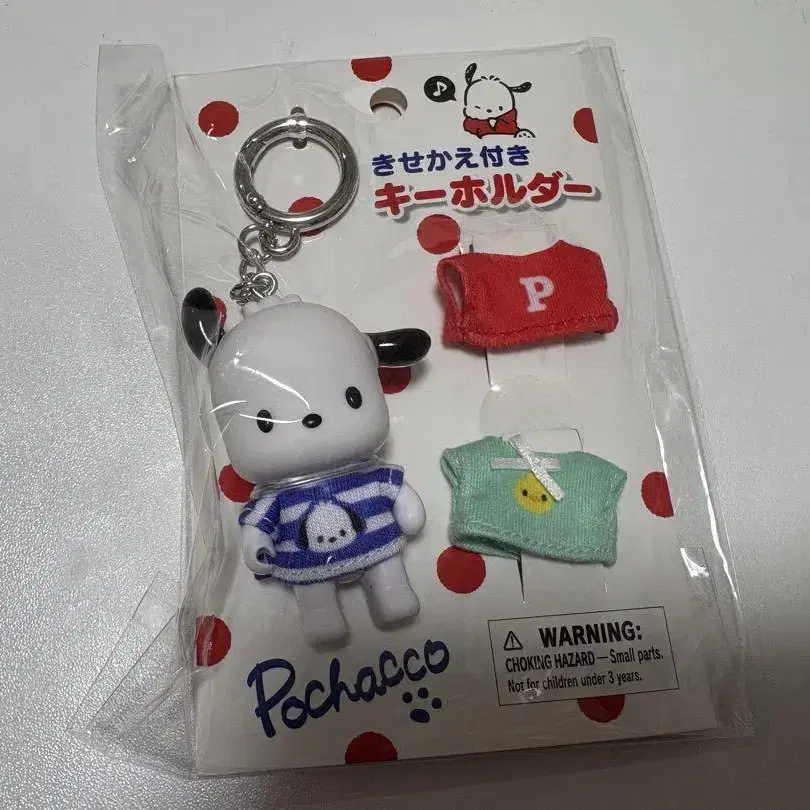 きせかえ付き
キーホルダー
P
WARNING:
CHOKING HAZARD — Small parts.
Not for children under 3 years.
Pochacco